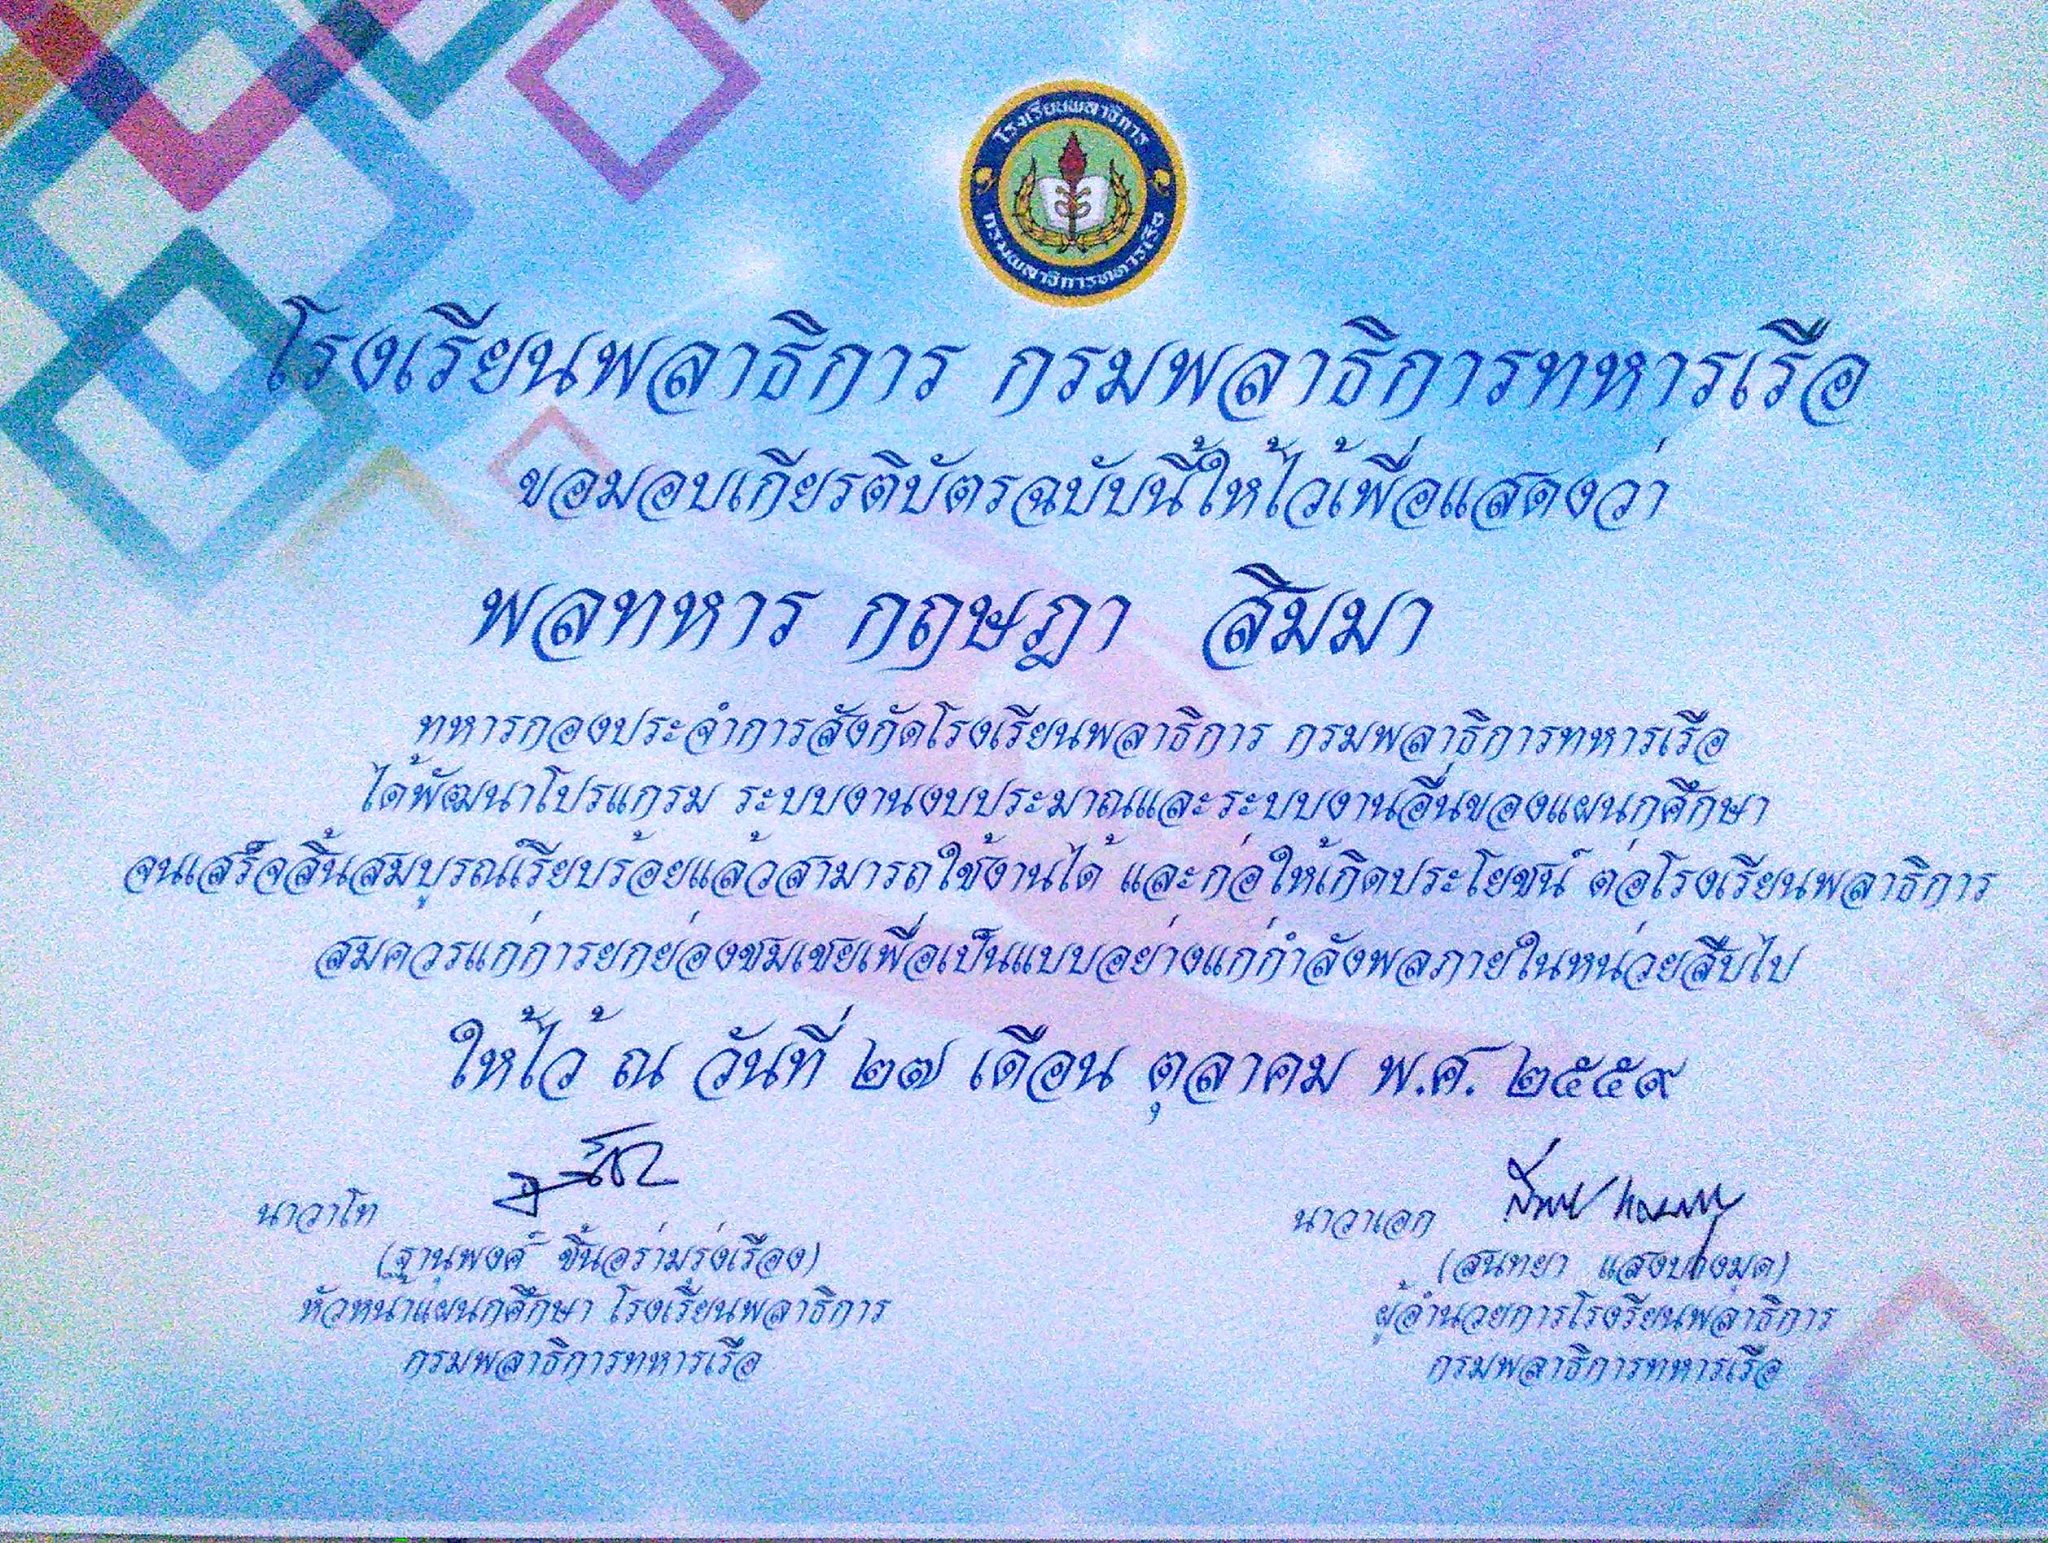 โรงเรียนพลาธิการ
กรมพลาธิการทหารเรือ
โรงเรียนพลาธิการ กรมพลาธิการทหารเรือ
ขอมอบเกียรติบัตรฉบับนี้ให้ไว้เพื่อแสดงว่า
พลทหาร กฤษฎา สิมมา
ทหารกองประจำการสังกัดโรงเรียนพลาธิการ กรมพลาธิการทหารเรือ
ได้พัฒนาโปรแกรม ระบบงานงบประมาณและระบบงานอื่นของแผนกศึกษา
จนเสร็จสิ้นสมบูรณ์เรียบร้อยแล้วสามารถใช้งานได้ และก่อให้เกิดประโยชน์ ต่อโรงเรียนพลาธิการ
สมควรแก่การยกย่องชมเชยเพื่อเป็นแบบอย่างแก่กำลังพลภายในหน่วยสืบไป
ให้ไว้ ณ วันที่ ๒๗ เดือน ตุลาคม พ.ศ. ๒๕๕๙
นาวาโท
(ฐานุพงศ์ ชิ้นอร่ามรุ่งเรือง)
หัวหน้าแผนกศึกษา โรงเรียนพลาธิการ
กรมพลาธิการทหารเรือ
นาวาเอก
(สนทยา แสงบางมุด)
ผู้อำนวยการโรงเรียนพลาธิการ
กรมพลาธิการทหารเรือ